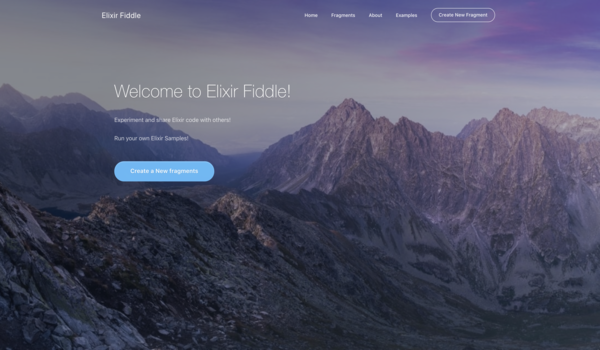 Elixir Fiddle
Home Fragments About Examples Create New Fragment
Welcome to Elixir Fiddle!
Experiment and share Elixir code with others!
Run your own Elixir Samples!
Create a New fragments